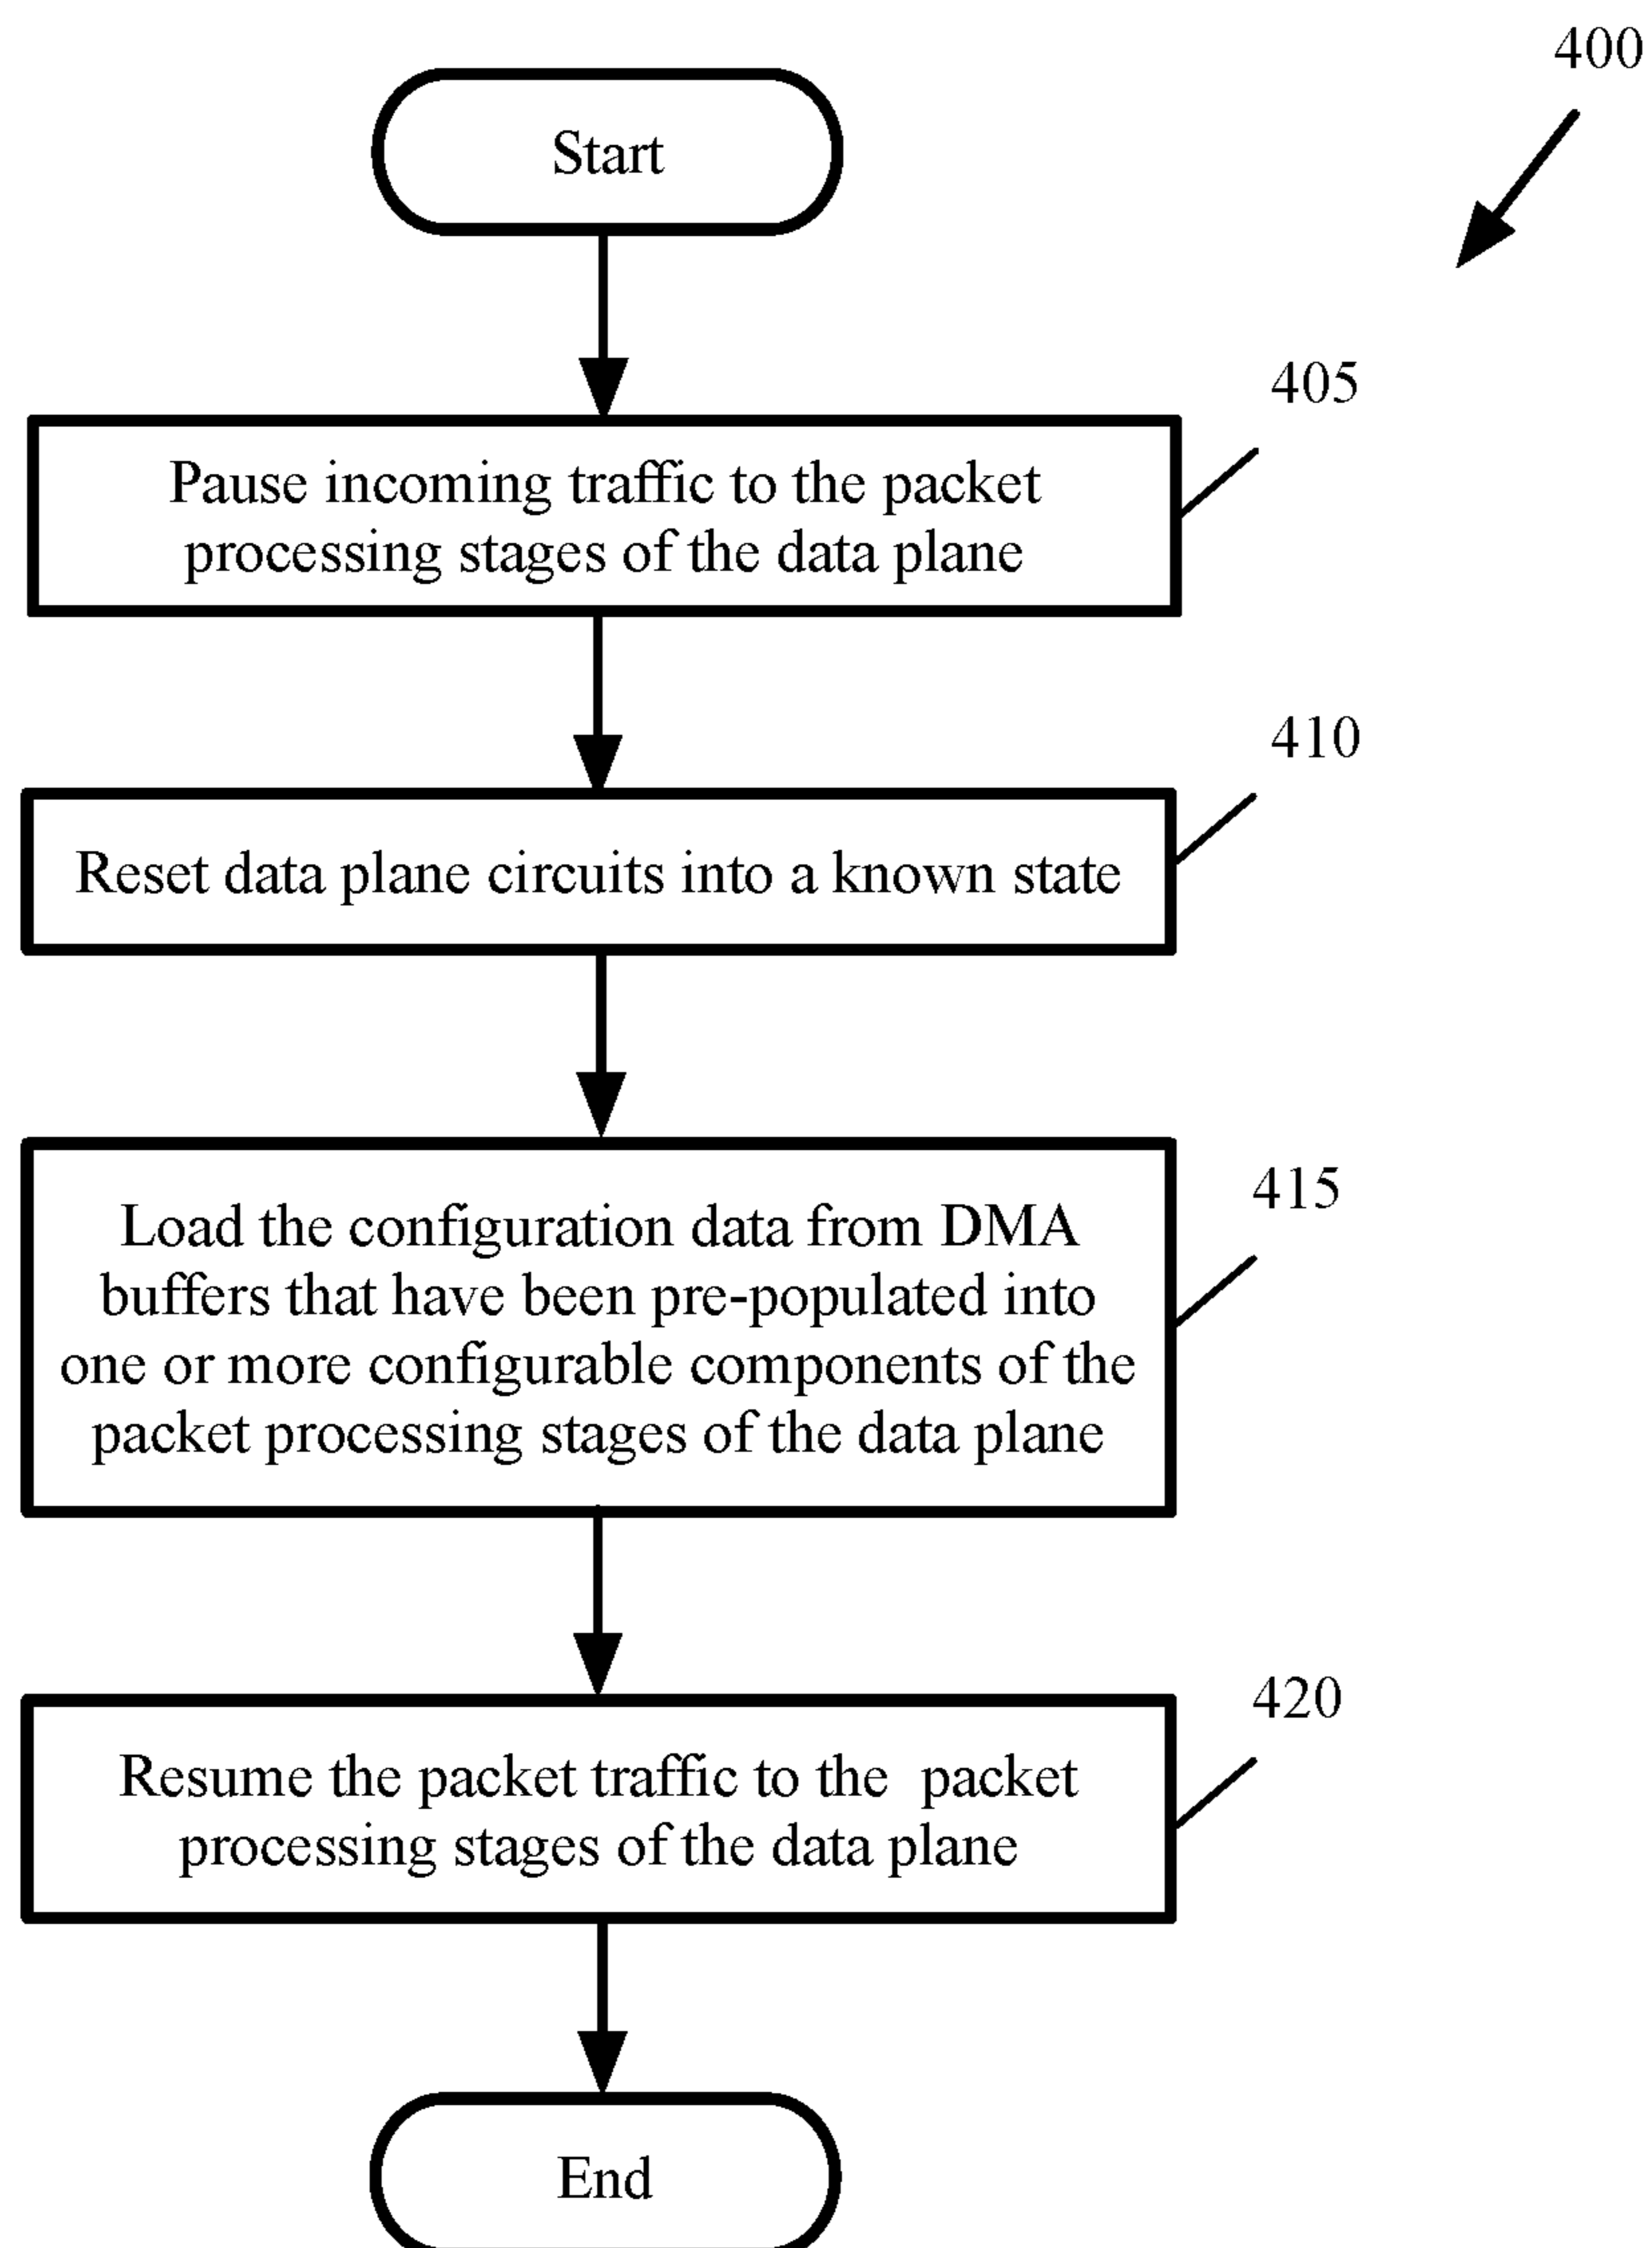 400
Start
405
Pause incoming traffic to the packet
processing stages of the data plane
410
Reset data plane circuits into a known state
415
Load the configuration data from DMA
buffers that have been pre-populated into
one or more configurable components of the
packet processing stages of the data plane
420
Resume the packet traffic to the packet
processing stages of the data plane
End